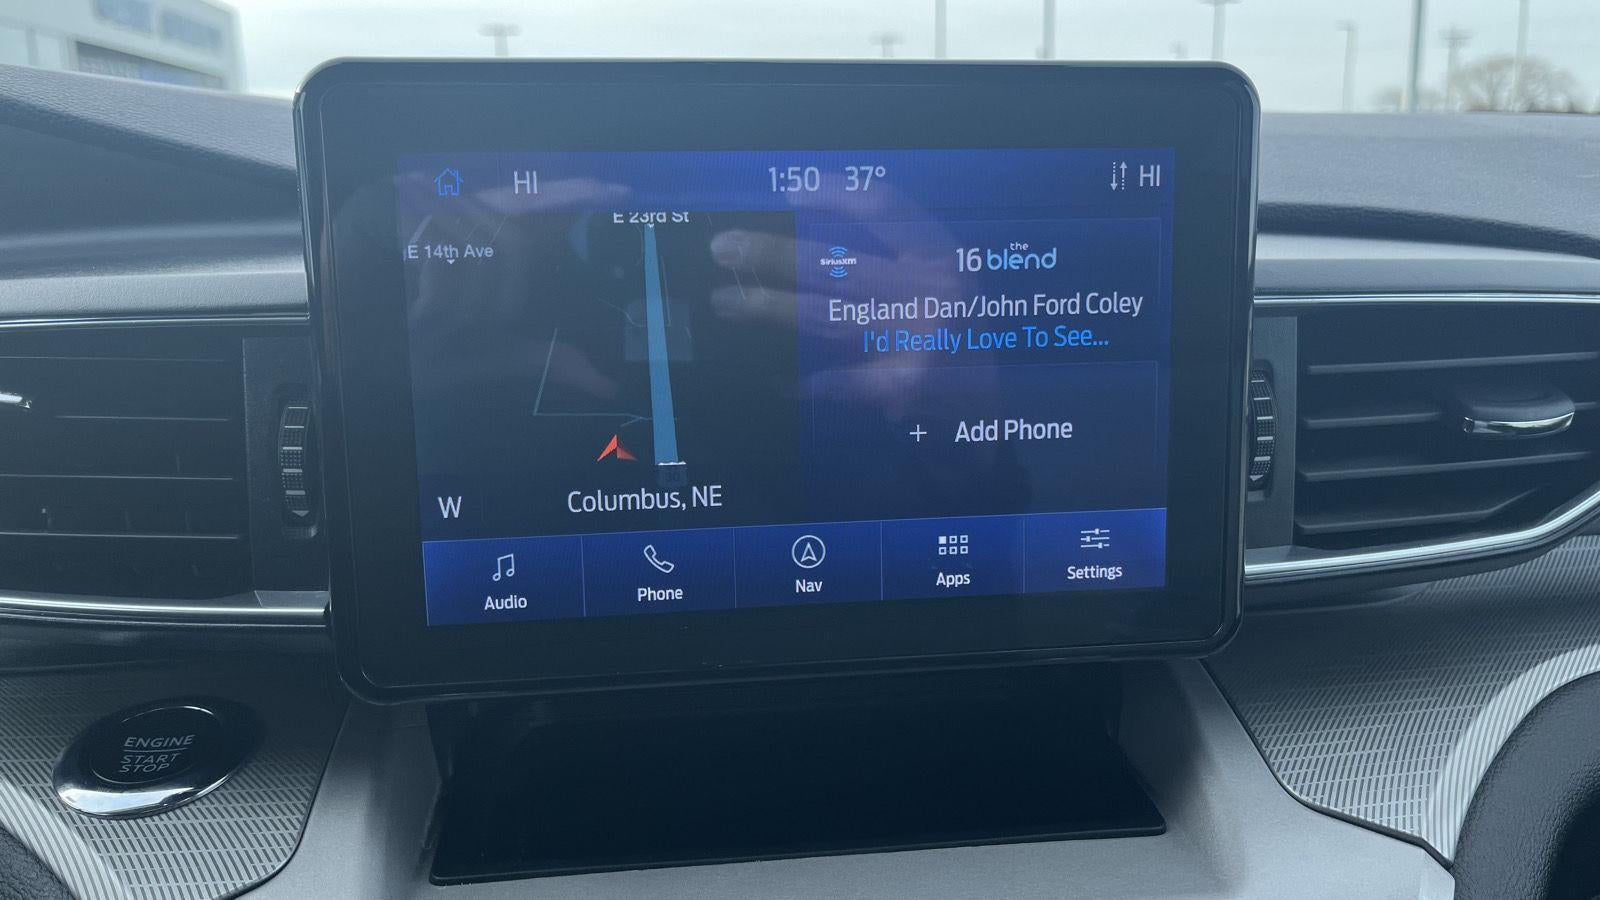 HI 1:50 37° HI
E 23rd St
E 14th Ave
W
Columbus, NE
SiriusXM
16 the blend
England Dan/John Ford Coley
I'd Really Love To See...
+ Add Phone
Audio
Phone
Nav
Apps
Settings
ENGINE
START
STOP